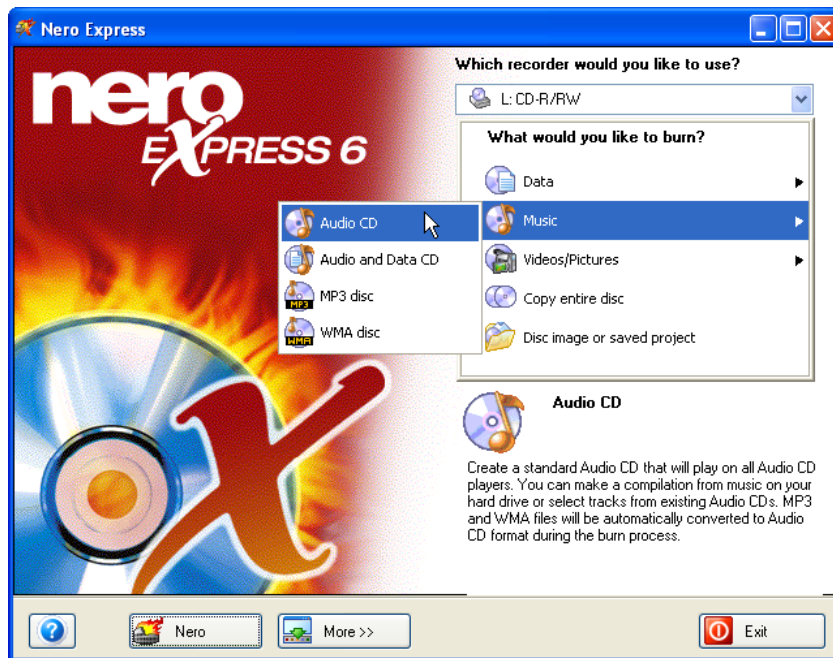 Nero Express
nero
EXPRESS 6
Which recorder would you like to use?
L: CD-R/RW
What would you like to burn?
Data
Music
Videos/Pictures
Copy entire disc
Disc image or saved project
Audio CD
Audio and Data CD
MP3
MP3 disc
WMA
WMA disc
Audio CD
Create a standard Audio CD that will play on all Audio CD
players. You can make a compilation from music on your
hard drive or select tracks from existing Audio CDs. MP3
and WMA files will be automatically converted to Audio
CD format during the burn process.
?
Nero
More >>
Exit